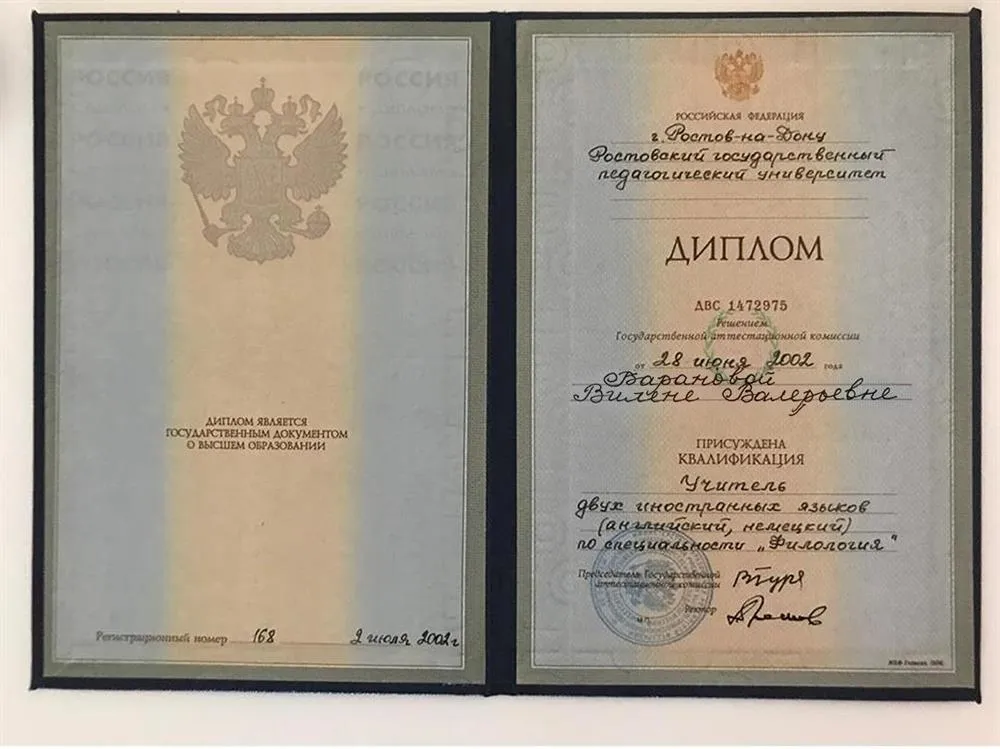 ДИПЛОМ ЯВЛЯЕТСЯ
ГОСУДАРСТВЕННЫМ ДОКУМЕНТОМ
О ВЫСШЕМ ОБРАЗОВАНИИ
Регистрационный номер 168 2 июля 2002 г
РОССИЙСКАЯ ФЕДЕРАЦИЯ
г. Ростов-на-Дону
Ростовский государственный
педагогический университет
ДИПЛОМ
ДВС 1472975
Решением
Государственной аттестационной комиссии
от 28 июня 2002 года
Барановой
Вилене Валерьевне
ПРИСУЖДЕНА
КВАЛИФИКАЦИЯ
Учитель
двух иностранных языков
(английский, немецкий)
по специальности „Филология"
Председатель Государственной
аттестационной комиссии
Ректор
М.П.